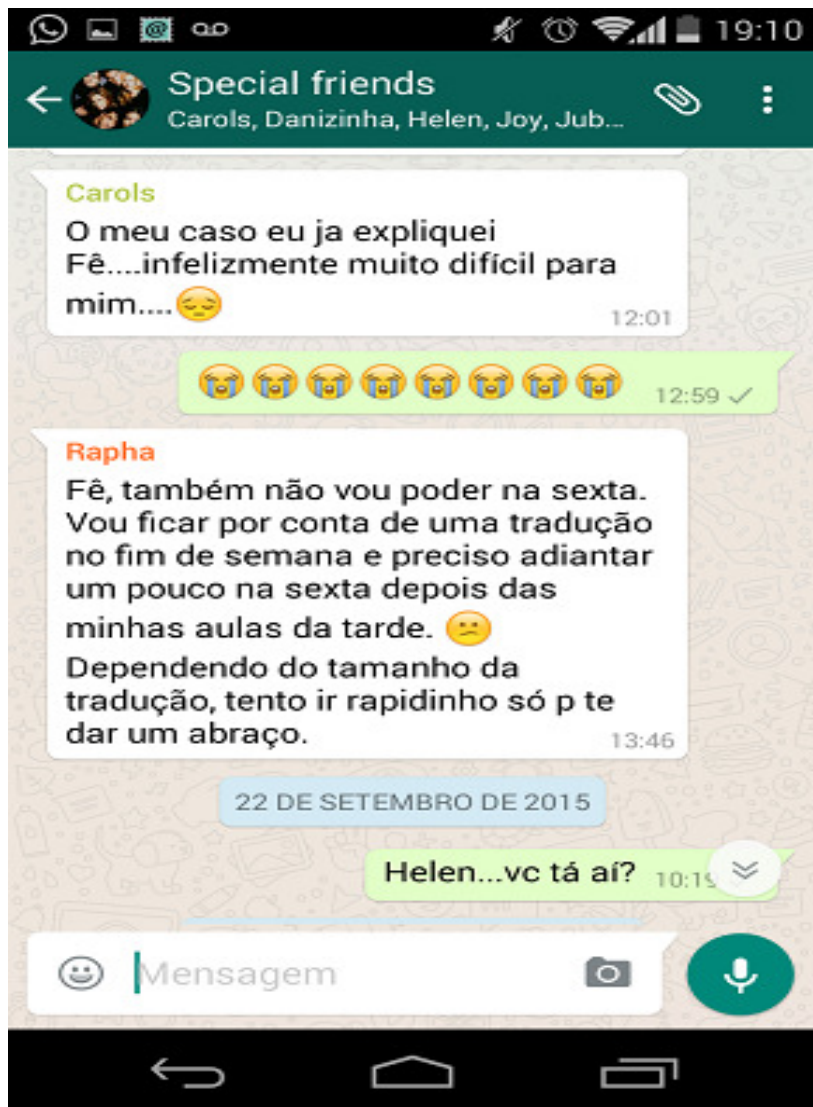 19:10
Special friends
Carols, Danizinha, Helen, Joy, Jub...
Carols
O meu caso eu ja expliquei
Fê....infelizmente muito difícil para
mim....😔
12:01
😭😭😭😭😭😭😭😭 12:59
Rapha
Fê, também não vou poder na sexta.
Vou ficar por conta de uma tradução
no fim de semana e preciso adiantar
um pouco na sexta depois das
minhas aulas da tarde. 😕
Dependendo do tamanho da
tradução, tento ir rapidinho só p te
dar um abraço.
13:46
22 DE SETEMBRO DE 2015
Helen...vc tá aí?
Mensagem